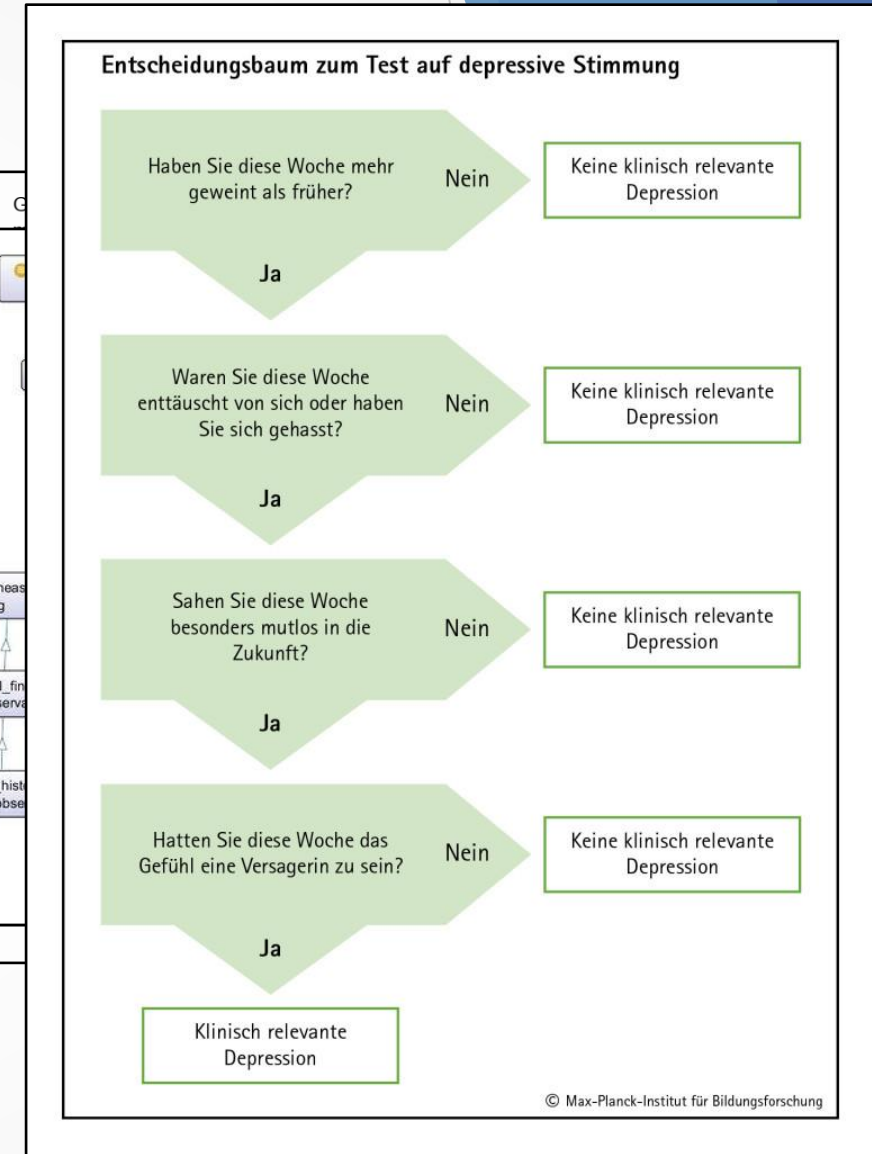 Entscheidungsbaum zum Test auf depressive Stimmung
Haben Sie diese Woche mehr
geweint als früher?
Nein
Keine klinisch relevante
Depression
Ja
Waren Sie diese Woche
enttäuscht von sich oder haben
Sie sich gehasst?
Nein
Keine klinisch relevante
Depression
Ja
Sahen Sie diese Woche
besonders mutlos in die
Zukunft?
Nein
Keine klinisch relevante
Depression
Ja
Hatten Sie diese Woche das
Gefühl eine Versagerin zu sein?
Nein
Keine klinisch relevante
Depression
Ja
Klinisch relevante
Depression
© Max-Planck-Institut für Bildungsforschung